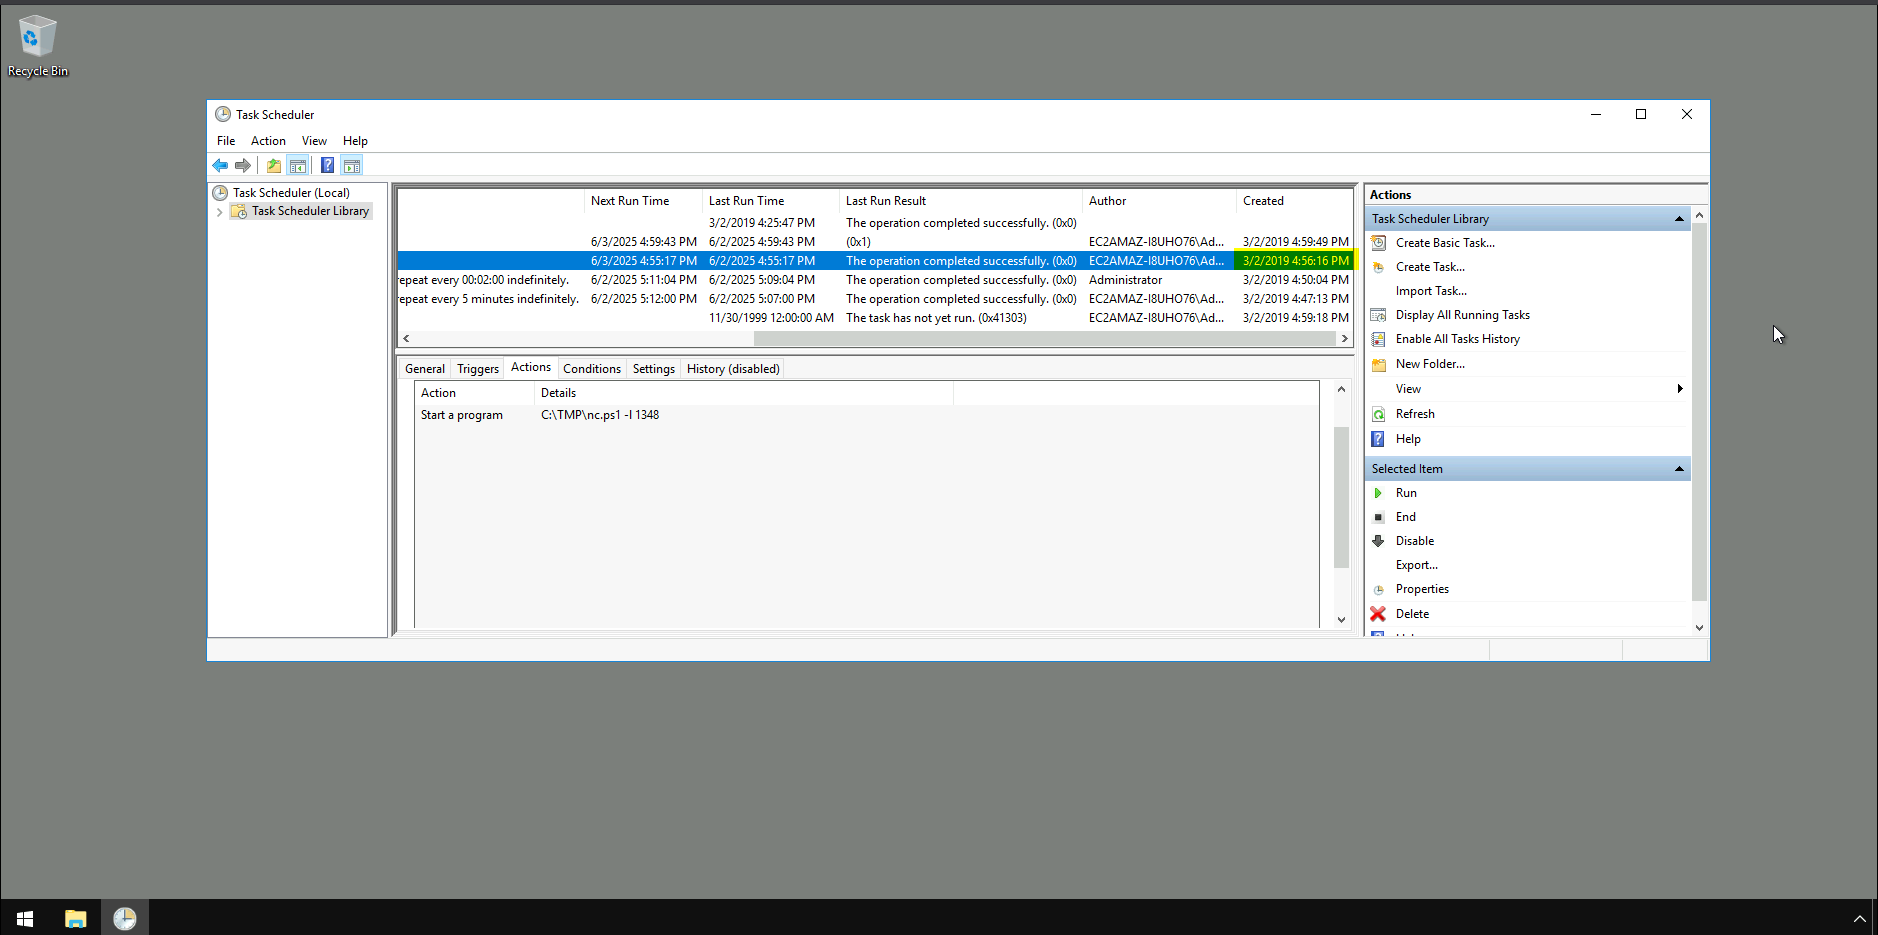 Recycle Bin
Task Scheduler
File Action View Help
Task Scheduler (Local)
Task Scheduler Library
Next Run Time Last Run Time Last Run Result Author Created
3/2/2019 4:25:47 PM The operation completed successfully. (0x0)
6/3/2025 4:59:43 PM 6/2/2025 4:59:43 PM (0x1) EC2AMAZ-I8UHO76\Ad... 3/2/2019 4:59:49 PM
6/3/2025 4:55:17 PM 6/2/2025 4:55:17 PM The operation completed successfully. (0x0) EC2AMAZ-I8UHO76\Ad... 3/2/2019 4:56:16 PM
repeat every 00:02:00 indefinitely. 6/2/2025 5:11:04 PM 6/2/2025 5:09:04 PM The operation completed successfully. (0x0) Administrator 3/2/2019 4:50:04 PM
repeat every 5 minutes indefinitely. 6/2/2025 5:12:00 PM 6/2/2025 5:07:00 PM The operation completed successfully. (0x0) EC2AMAZ-I8UHO76\Ad... 3/2/2019 4:47:13 PM
11/30/1999 12:00:00 AM The task has not yet run. (0x41303) EC2AMAZ-I8UHO76\Ad... 3/2/2019 4:59:18 PM
General Triggers Actions Conditions Settings History (disabled)
Action Details
Start a program C:\TMP\nc.ps1 -l 1348
Actions
Task Scheduler Library
Create Basic Task...
Create Task...
Import Task...
Display All Running Tasks
Enable All Tasks History
New Folder...
View
Refresh
Help
Selected Item
Run
End
Disable
Export...
Properties
Delete